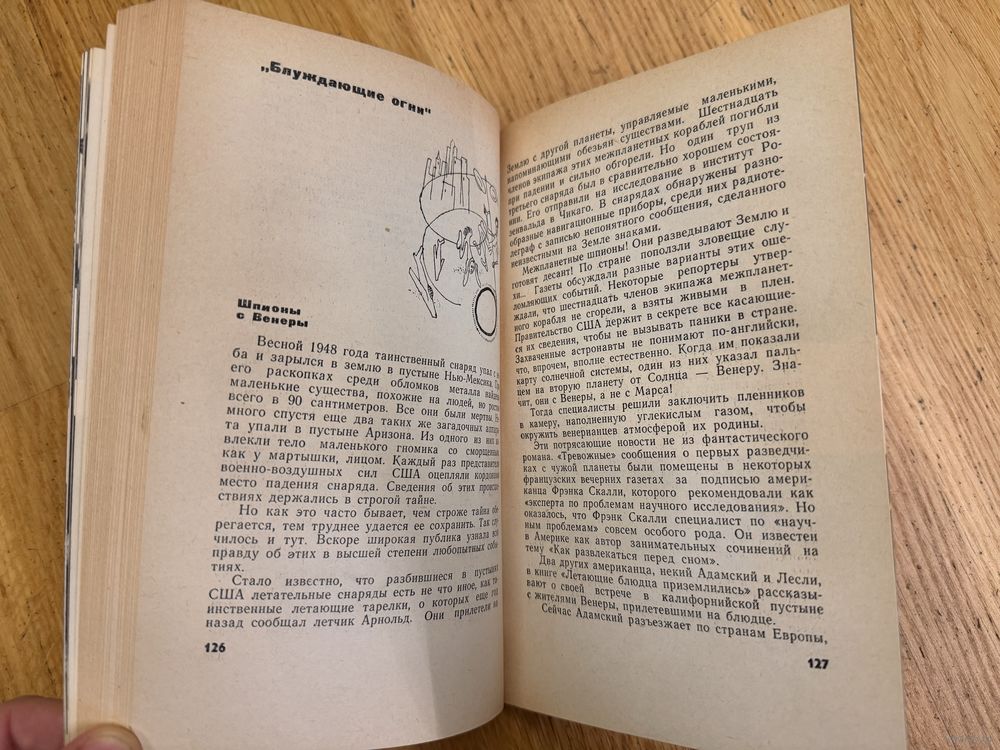 „Блуждающие огни"
Шпионы
с Венеры
Весной 1948 года таинственный снаряд упал с
ба и зарылся в землю в пустыне Нью-Мексика.
его раскопках среди обломков металла
маленькие существа, похожие на людей, но
всего в 90 сантиметров. Все они были мертвы.
много спустя еще два таких же загадочных
та упали в пустыне Аризона. Из одного из них
влекли тело маленького гномика со сморщенным
как у мартышки, лицом. Каждый раз
военно-воздушных сил США оцепляли кордоном
место падения снаряда. Сведения об этих
ствиях держались в строгой тайне.
Но как это часто бывает, чем строже тайна
регается, тем труднее удается ее сохранить. Так
чилось и тут. Вскоре широкая публика узнала всю
правду об этих в высшей степени любопытных собы-
тиях.
Стало известно, что разбившиеся в пустынях
США летательные снаряды есть не что иное, как та-
инственные летающие тарелки, о которых еще год
назад сообщал летчик Арнольд. Они прилетели на
126
Землю с другой планеты, управляемые маленькими,
напоминающими обезьян существами. Шестнадцать
членов экипажа этих межпланетных кораблей погибли
при падении и сильно обгорели. Но один труп из
третьего снаряда был в сравнительно хорошем состоя-
нии. Его отправили на исследование в институт Ро-
зенвальда в Чикаго. В снарядах обнаружены разно-
образные навигационные приборы, среди них радиоте-
леграф с записью непонятного сообщения, сделанного
неизвестными на Земле знаками.
Межпланетные шпионы! Они разведывают Землю и
готовят десант! По стране поползли зловещие слу-
хи... Газеты обсуждали разные варианты этих оше-
ломляющих событий. Некоторые репортеры утвер-
ждали, что шестнадцать членов экипажа межпланет-
ного корабля не сгорели, а взяты живыми в плен.
Правительство США держит в секрете все касающие-
ся их сведения, чтобы не вызывать паники в стране.
Захваченные астронавты не понимают по-английски,
что, впрочем, вполне естественно. Когда им показали
карту солнечной системы, один из них указал паль-
цем на вторую планету от Солнца — Венеру. Зна-
чит, они с Венеры, а не с Марса!
Тогда специалисты решили заключить пленников
в камеру, наполненную углекислым газом, чтобы
окружить венерианцев атмосферой их родины.
Эти потрясающие новости не из фантастического
романа. «Тревожные» сообщения о первых разведчи-
ках с чужой планеты были помещены в некоторых
французских вечерних газетах за подписью амери-
канца Фрэнка Скалли, которого рекомендовали как
«эксперта по проблемам научного исследования». Но
оказалось, что Фрэнк Скалли специалист по «науч-
ным проблемам» совсем особого рода. Он известен
в Америке как автор занимательных сочинений на
тему «Как развлекаться перед сном».
Два других американца, некий Адамский и Лесли,
в книге «Летающие блюдца приземлились» рассказы-
вают о своей встрече в калифорнийской пустыне
с жителями Венеры, прилетевшими на блюдце.
Сейчас Адамский разъезжает по странам Европы,
127